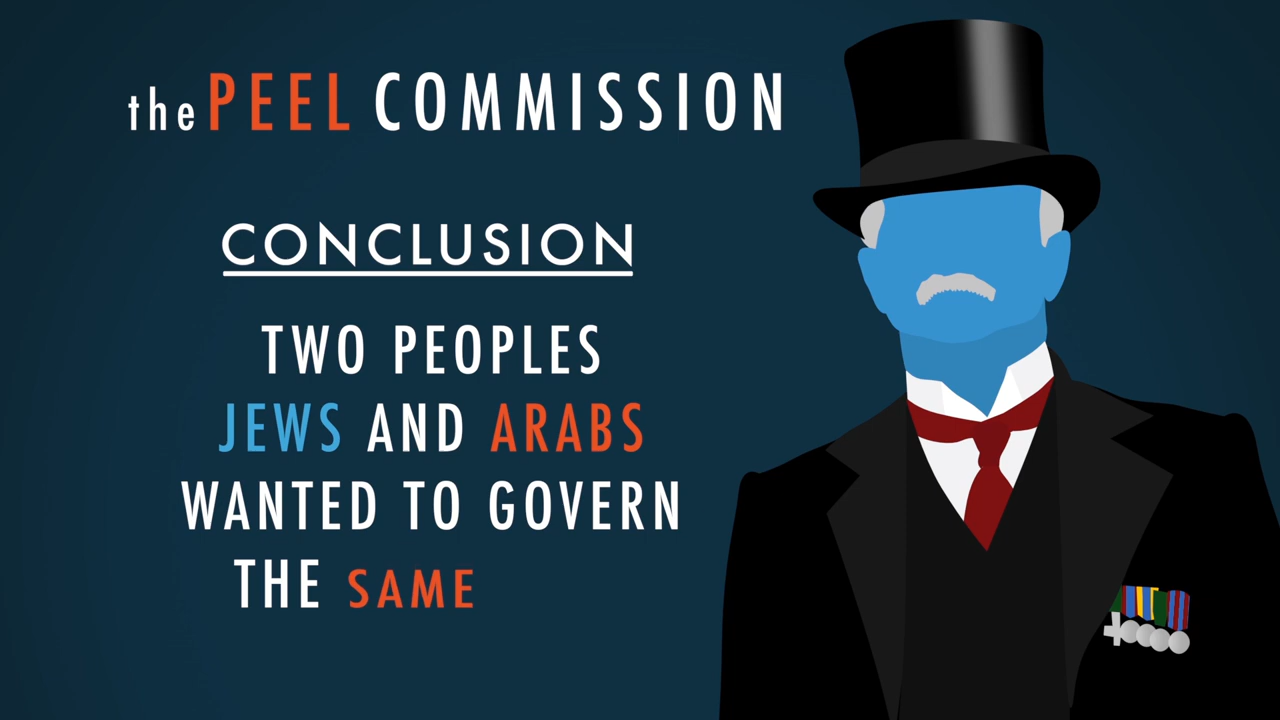 the PEEL COMMISSION
CONCLUSION
TWO PEOPLES
JEWS AND ARABS
WANTED TO GOVERN
THE SAME